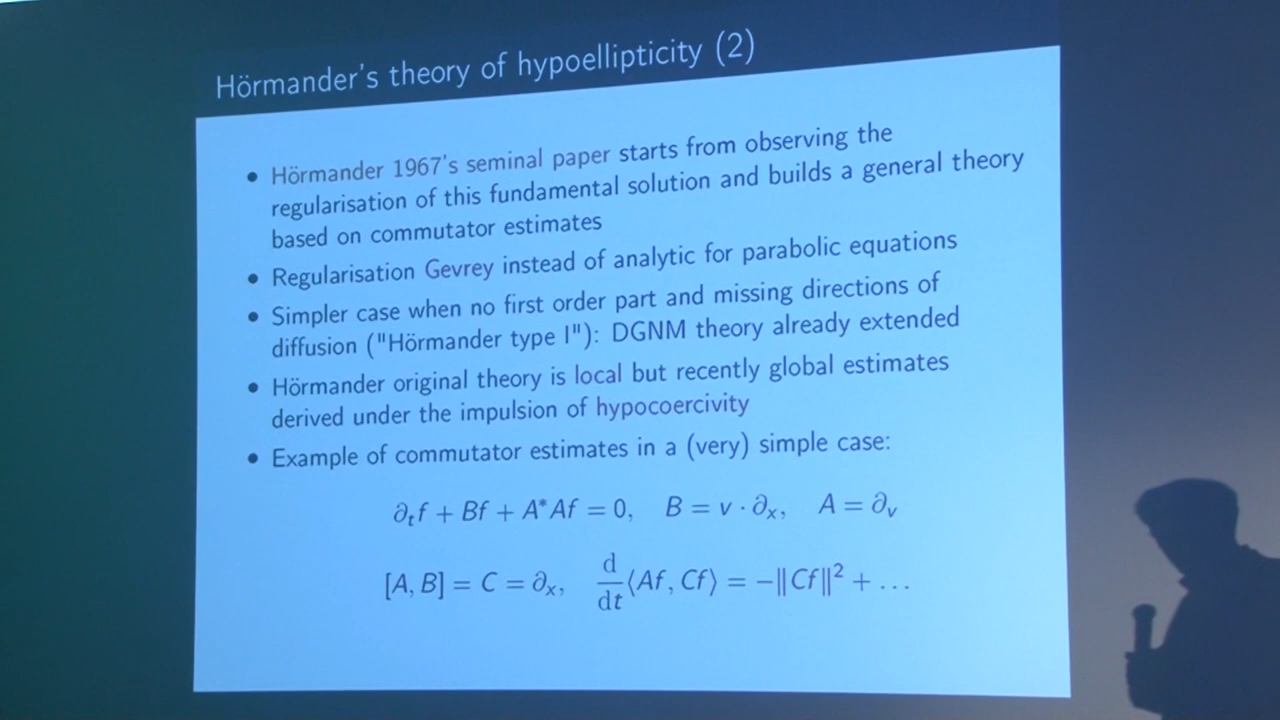 Hörmander's theory of hypoellipticity (2)
• Hörmander 1967's seminal paper starts from observing the
regularisation of this fundamental solution and builds a general theory
based on commutator estimates
• Regularisation Gevrey instead of analytic for parabolic equations
• Simpler case when no first order part and missing directions of
diffusion ("Hörmander type I"): DGNM theory already extended
• Hörmander original theory is local but recently global estimates
derived under the impulsion of hypocoercivity
• Example of commutator estimates in a (very) simple case:
∂ₜf + Bf + A*Af = 0, B = v · ∂ₓ, A = ∂ᵥ
[A, B] = C = ∂ₓ, d/dt ⟨Af, Cf⟩ = −‖Cf‖² + …